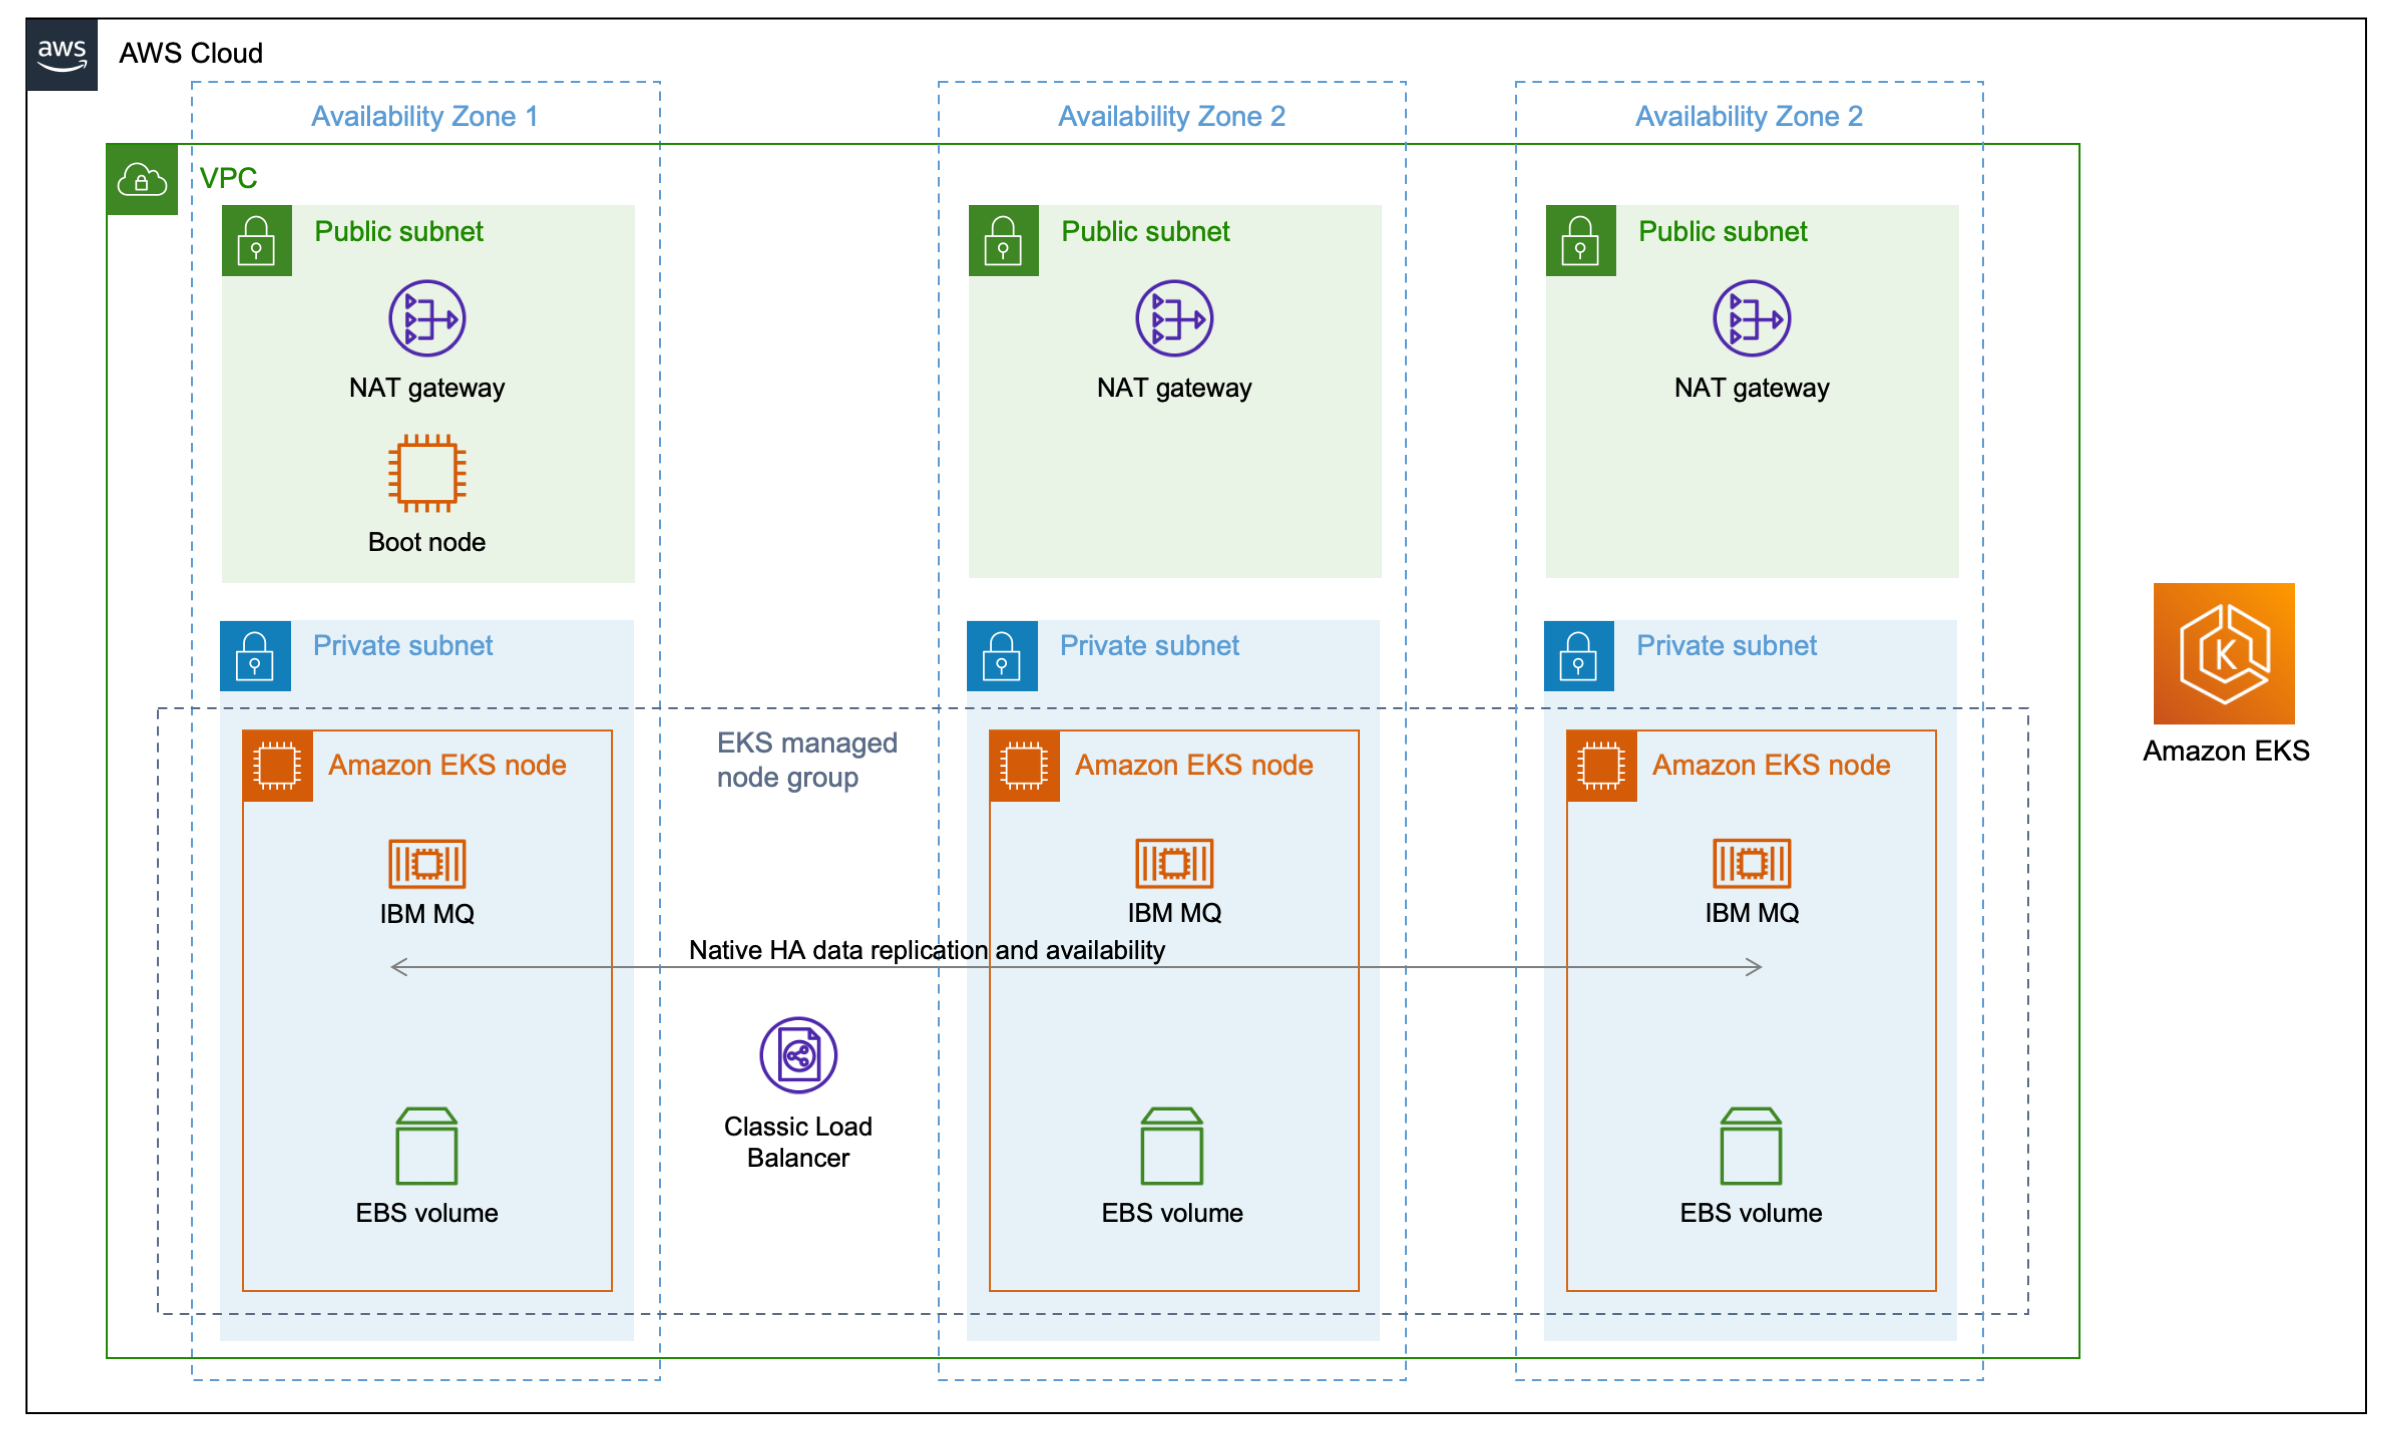 aws
AWS Cloud
Availability Zone 1
Availability Zone 2
Availability Zone 2
VPC
Public subnet
Public subnet
Public subnet
NAT gateway
NAT gateway
NAT gateway
Boot node
Private subnet
Private subnet
Private subnet
K
Amazon EKS
EKS managed
node group
Amazon EKS node
Amazon EKS node
Amazon EKS node
IBM MQ
IBM MQ
IBM MQ
Native HA data replication and availability
Classic Load
Balancer
EBS volume
EBS volume
EBS volume